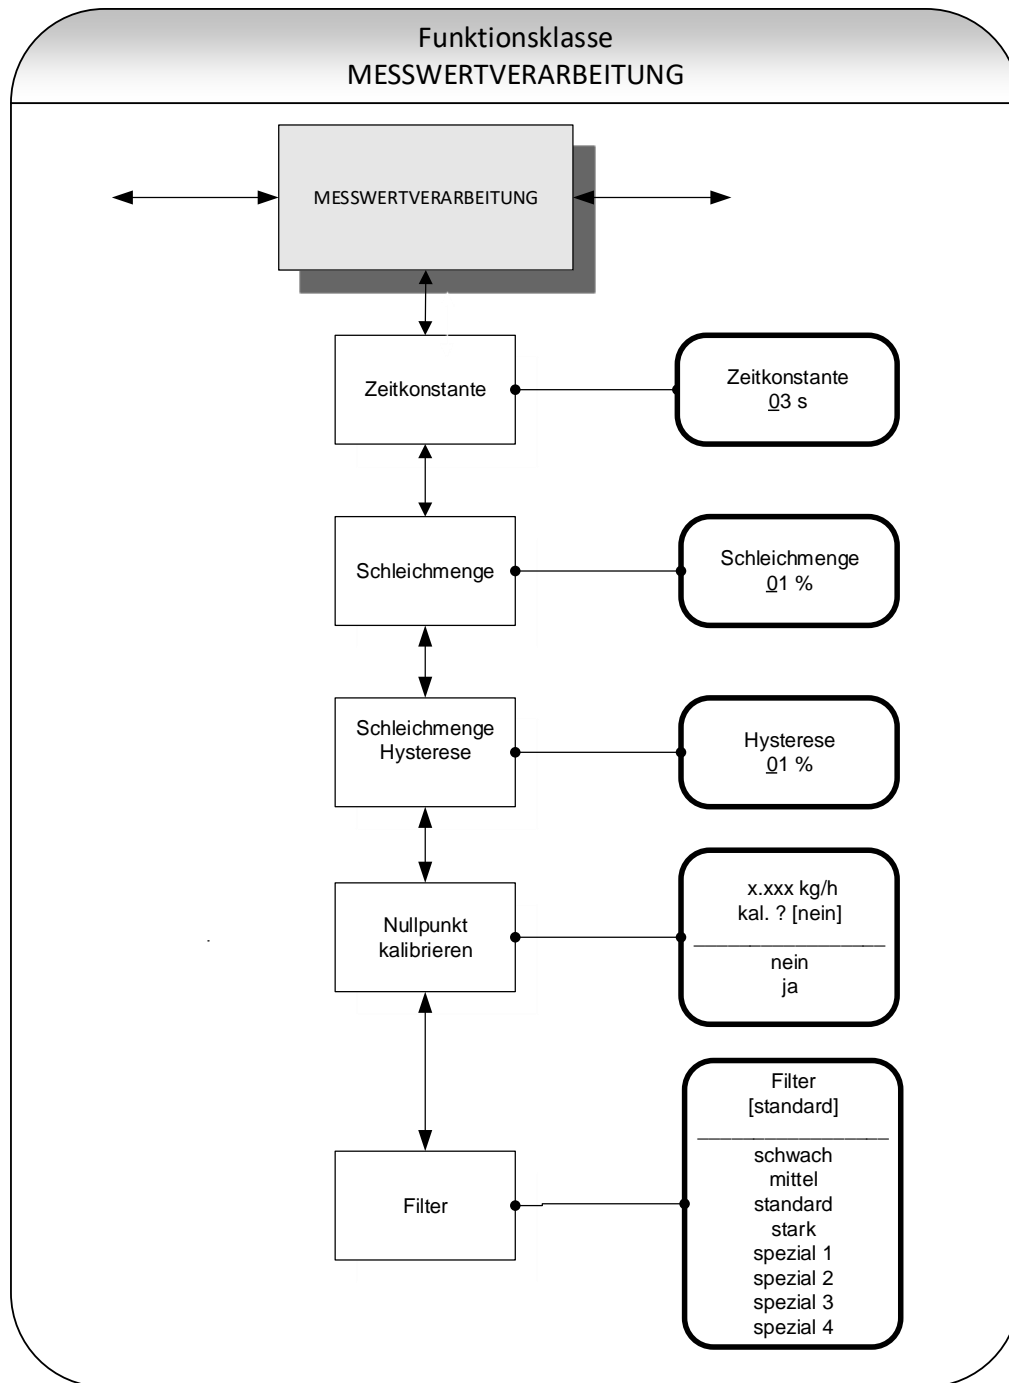 Funktionsklasse
MESSWERTVERARBEITUNG
MESSWERTVERARBEITUNG
Zeitkonstante
Zeitkonstante
03 s
Schleichmenge
Schleichmenge
01 %
Schleichmenge
Hysterese
Hysterese
01 %
Nullpunkt
kalibrieren
x.xxx kg/h
kal. ? [nein]
nein
ja
Filter
Filter
[standard]
schwach
mittel
standard
stark
spezial 1
spezial 2
spezial 3
spezial 4